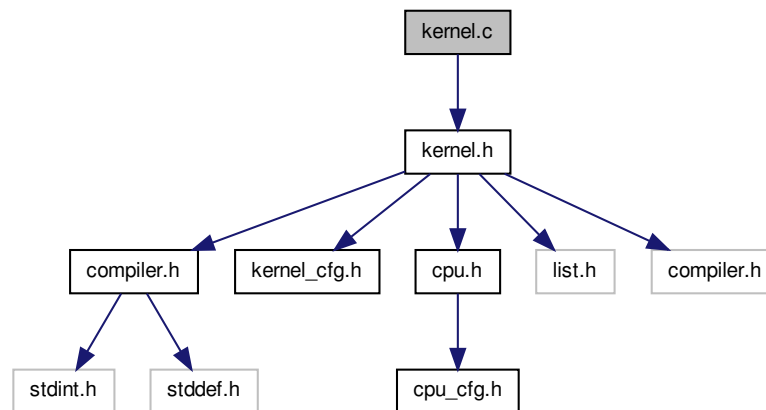 kernel.c
kernel.h
compiler.h
kernel_cfg.h
cpu.h
list.h
compiler.h
stdint.h
stddef.h
cpu_cfg.h